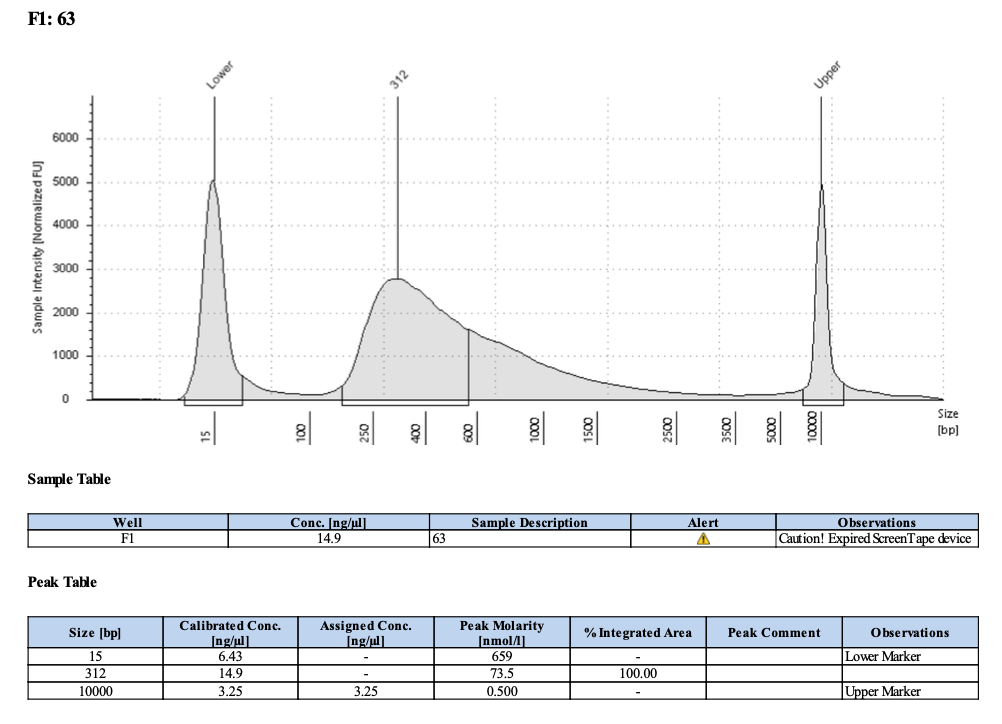 F1: 63
Lower
312
Upper
Sample Intensity [Normalized FU]
6000
5000
4000
3000
2000
1000
0
15
100
250
400
600
1000
1500
2500
3500
5000
10000
Size
[bp]
Sample Table
Well Conc. [ng/µl] Sample Description Alert Observations
F1 14.9 63 Caution! Expired ScreenTape device
Peak Table
Size [bp] Calibrated Conc. [ng/µl] Assigned Conc. [ng/µl] Peak Molarity [nmol/l] % Integrated Area Peak Comment Observations
15 6.43 - 659 - Lower Marker
312 14.9 - 73.5 100.00
10000 3.25 3.25 0.500 - Upper Marker